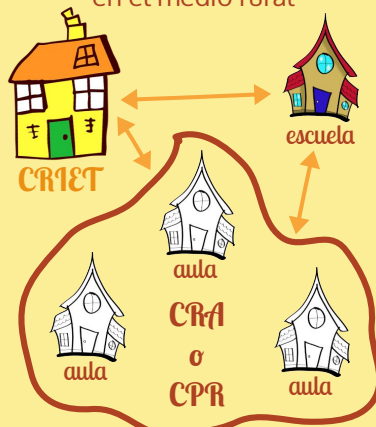 en el medio rural
escuela
CRIET
aula
CRA
o
CPR
aula
aula